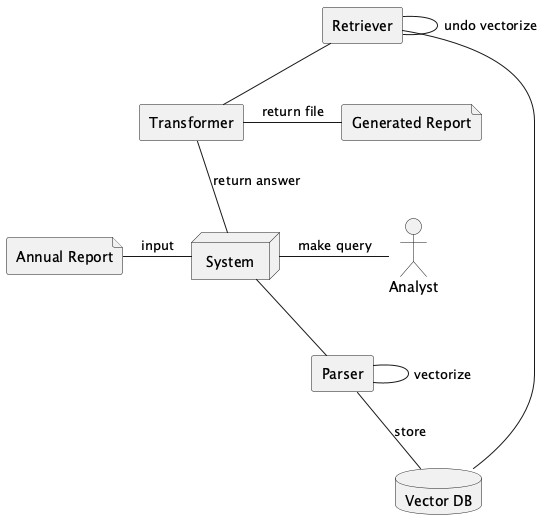 Retriever
undo vectorize
return file
Transformer
Generated Report
return answer
input
make query
Annual Report
System
Analyst
Parser
vectorize
store
Vector DB